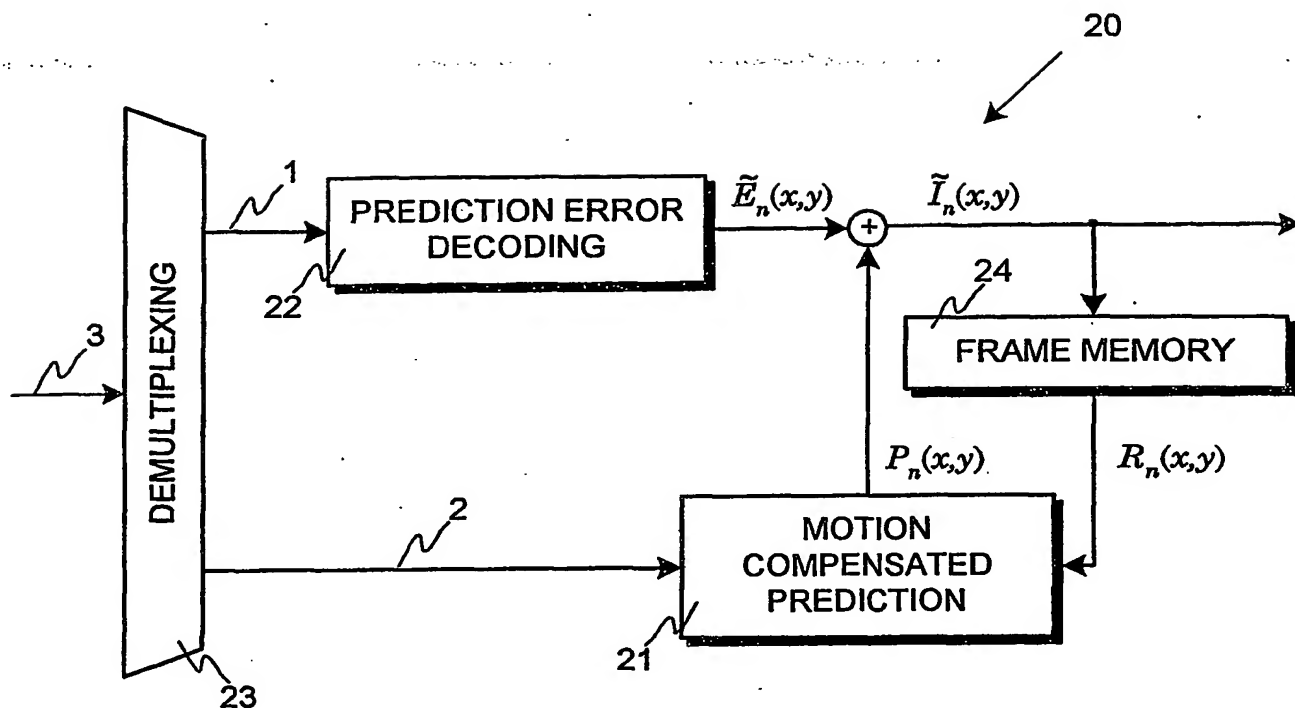 20
1
PREDICTION ERROR
DECODING
22
Ẽₙ(x,y)
+
Ĩₙ(x,y)
24
FRAME MEMORY
3
DEMULTIPLEXING
Pₙ(x,y)
Rₙ(x,y)
2
MOTION
COMPENSATED
PREDICTION
21
23